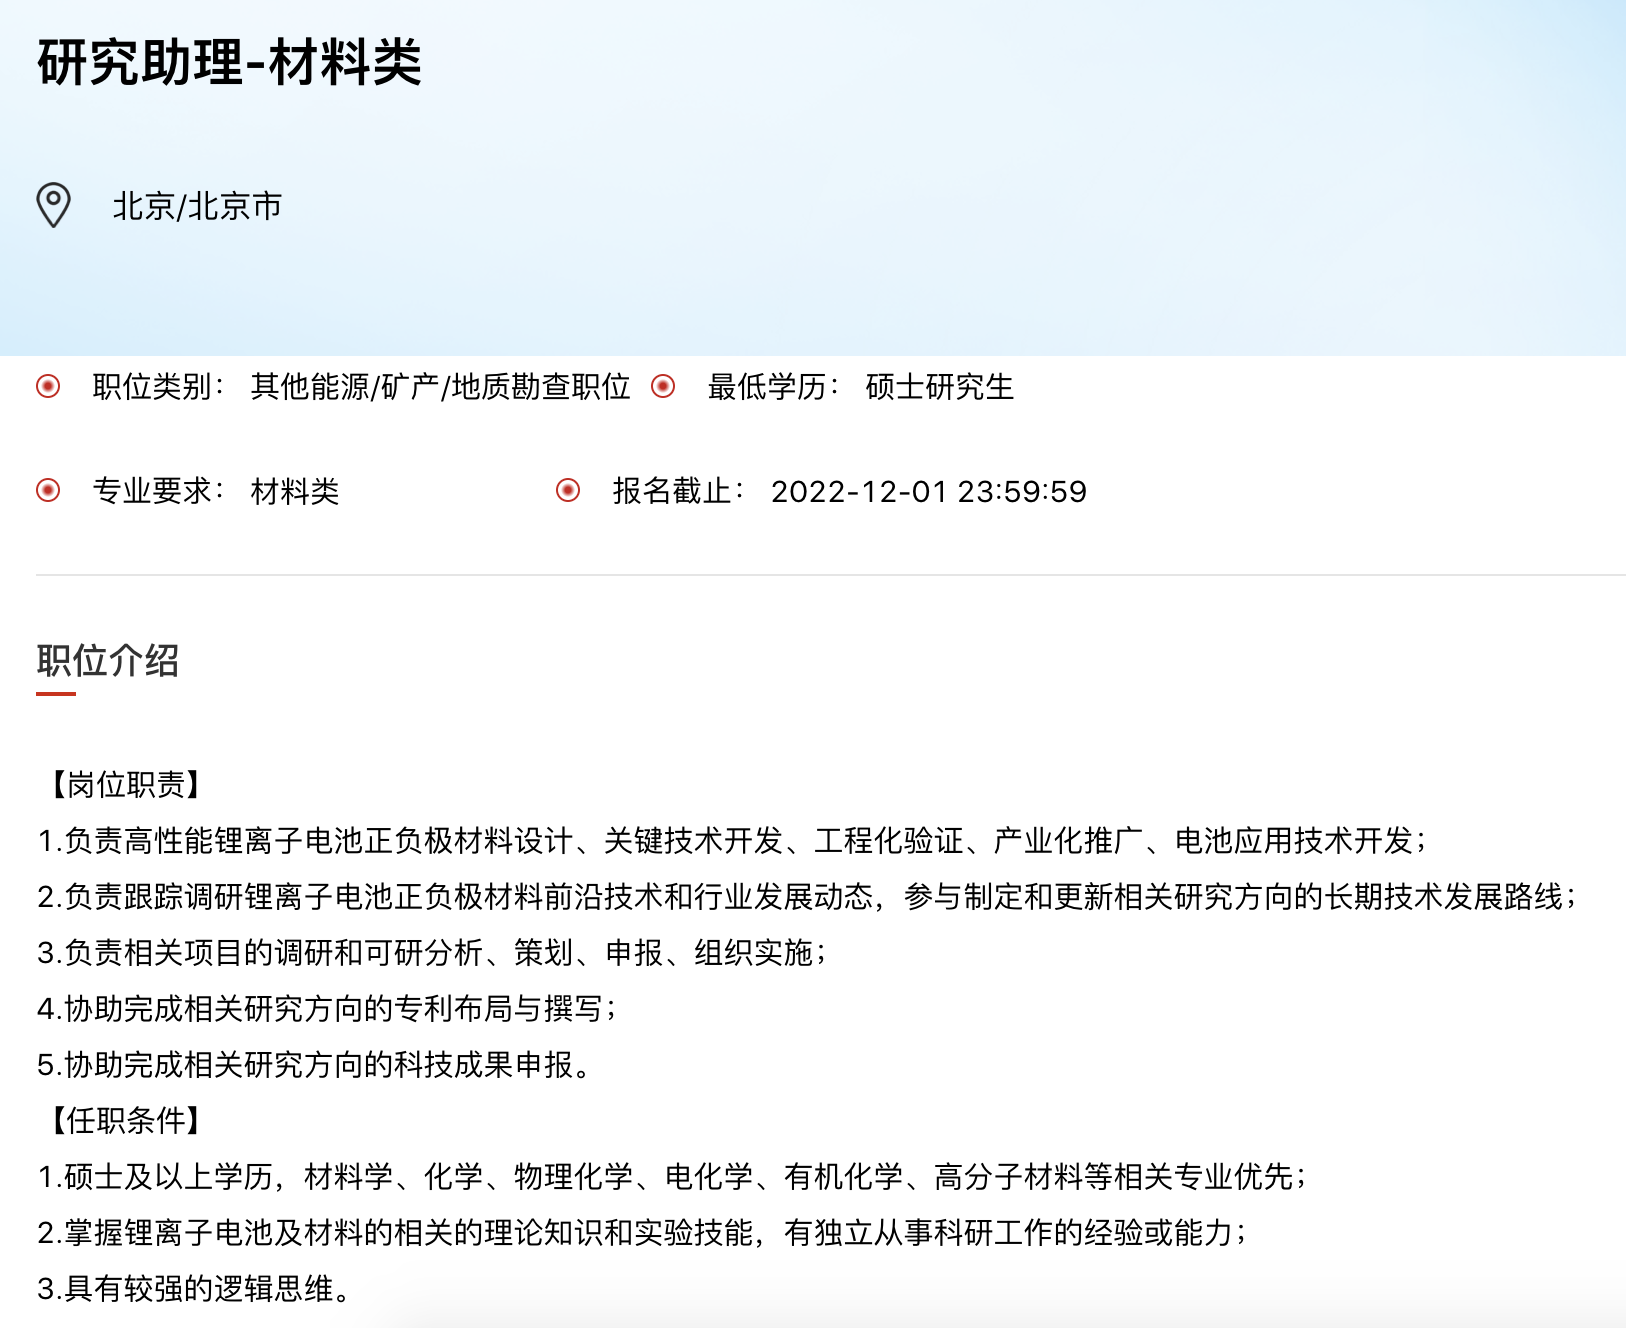 研究助理-材料类
北京/北京市
职位类别： 其他能源/矿产/地质勘查职位 最低学历： 硕士研究生
专业要求： 材料类 报名截止： 2022-12-01 23:59:59
职位介绍
【岗位职责】
1.负责高性能锂离子电池正负极材料设计、关键技术开发、工程化验证、产业化推广、电池应用技术开发；
2.负责跟踪调研锂离子电池正负极材料前沿技术和行业发展动态，参与制定和更新相关研究方向的长期技术发展路线；
3.负责相关项目的调研和可研分析、策划、申报、组织实施；
4.协助完成相关研究方向的专利布局与撰写；
5.协助完成相关研究方向的科技成果申报。
【任职条件】
1.硕士及以上学历，材料学、化学、物理化学、电化学、有机化学、高分子材料等相关专业优先；
2.掌握锂离子电池及材料的相关的理论知识和实验技能，有独立从事科研工作的经验或能力；
3.具有较强的逻辑思维。